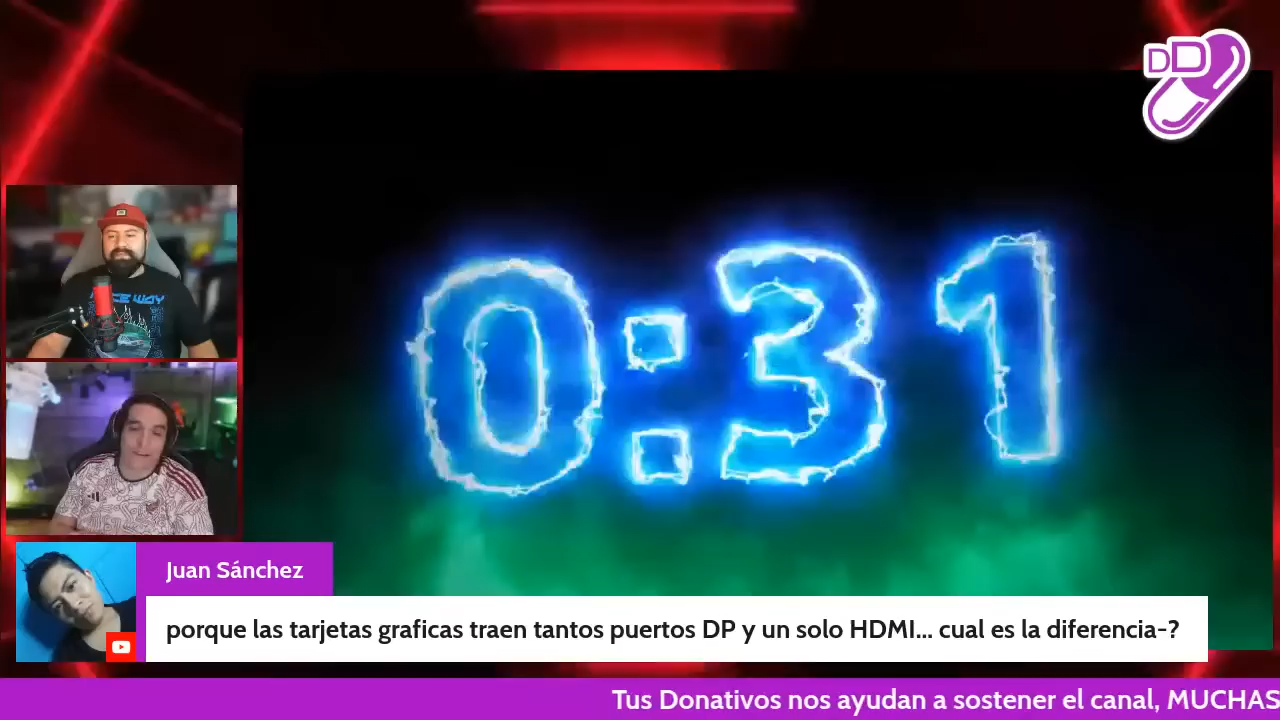 DD
0:31
Juan Sánchez
porque las tarjetas graficas traen tantos puertos DP y un solo HDMI... cual es la diferencia-?
Tus Donativos nos ayudan a sostener el canal, MUCHAS